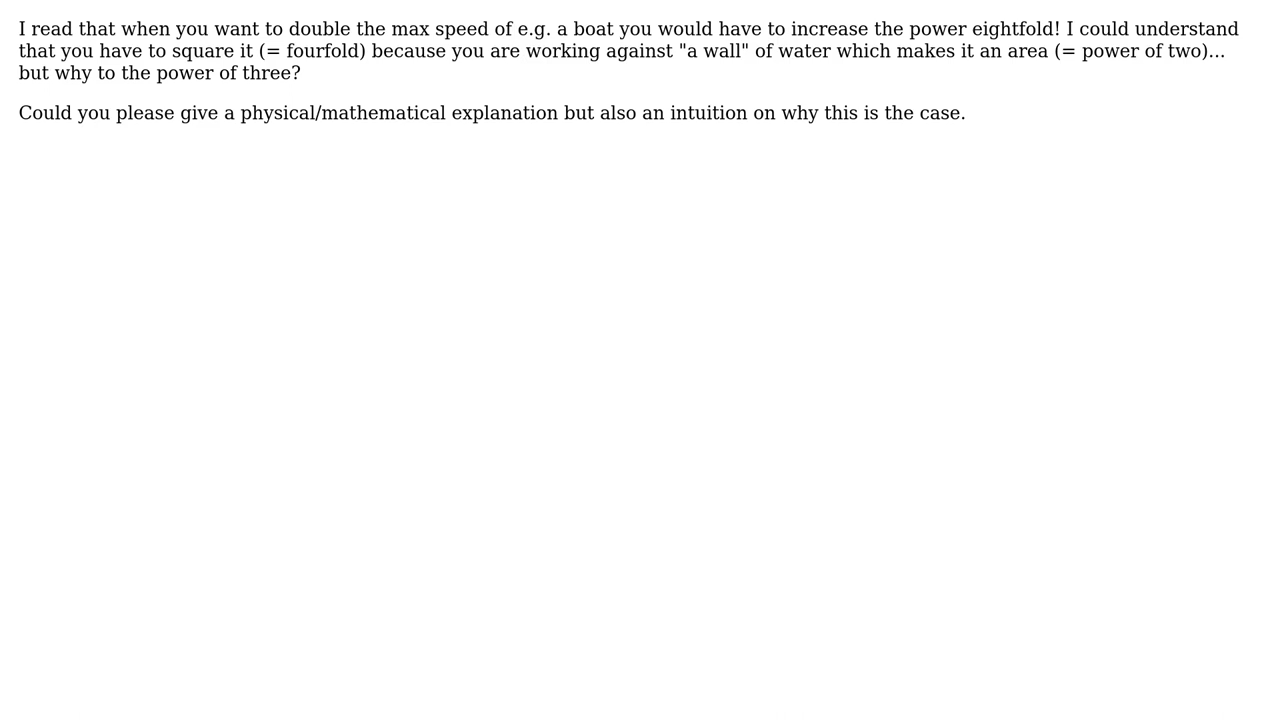 I read that when you want to double the max speed of e.g. a boat you would have to increase the power eightfold! I could understand
that you have to square it (= fourfold) because you are working against "a wall" of water which makes it an area (= power of two)...
but why to the power of three?
Could you please give a physical/mathematical explanation but also an intuition on why this is the case.